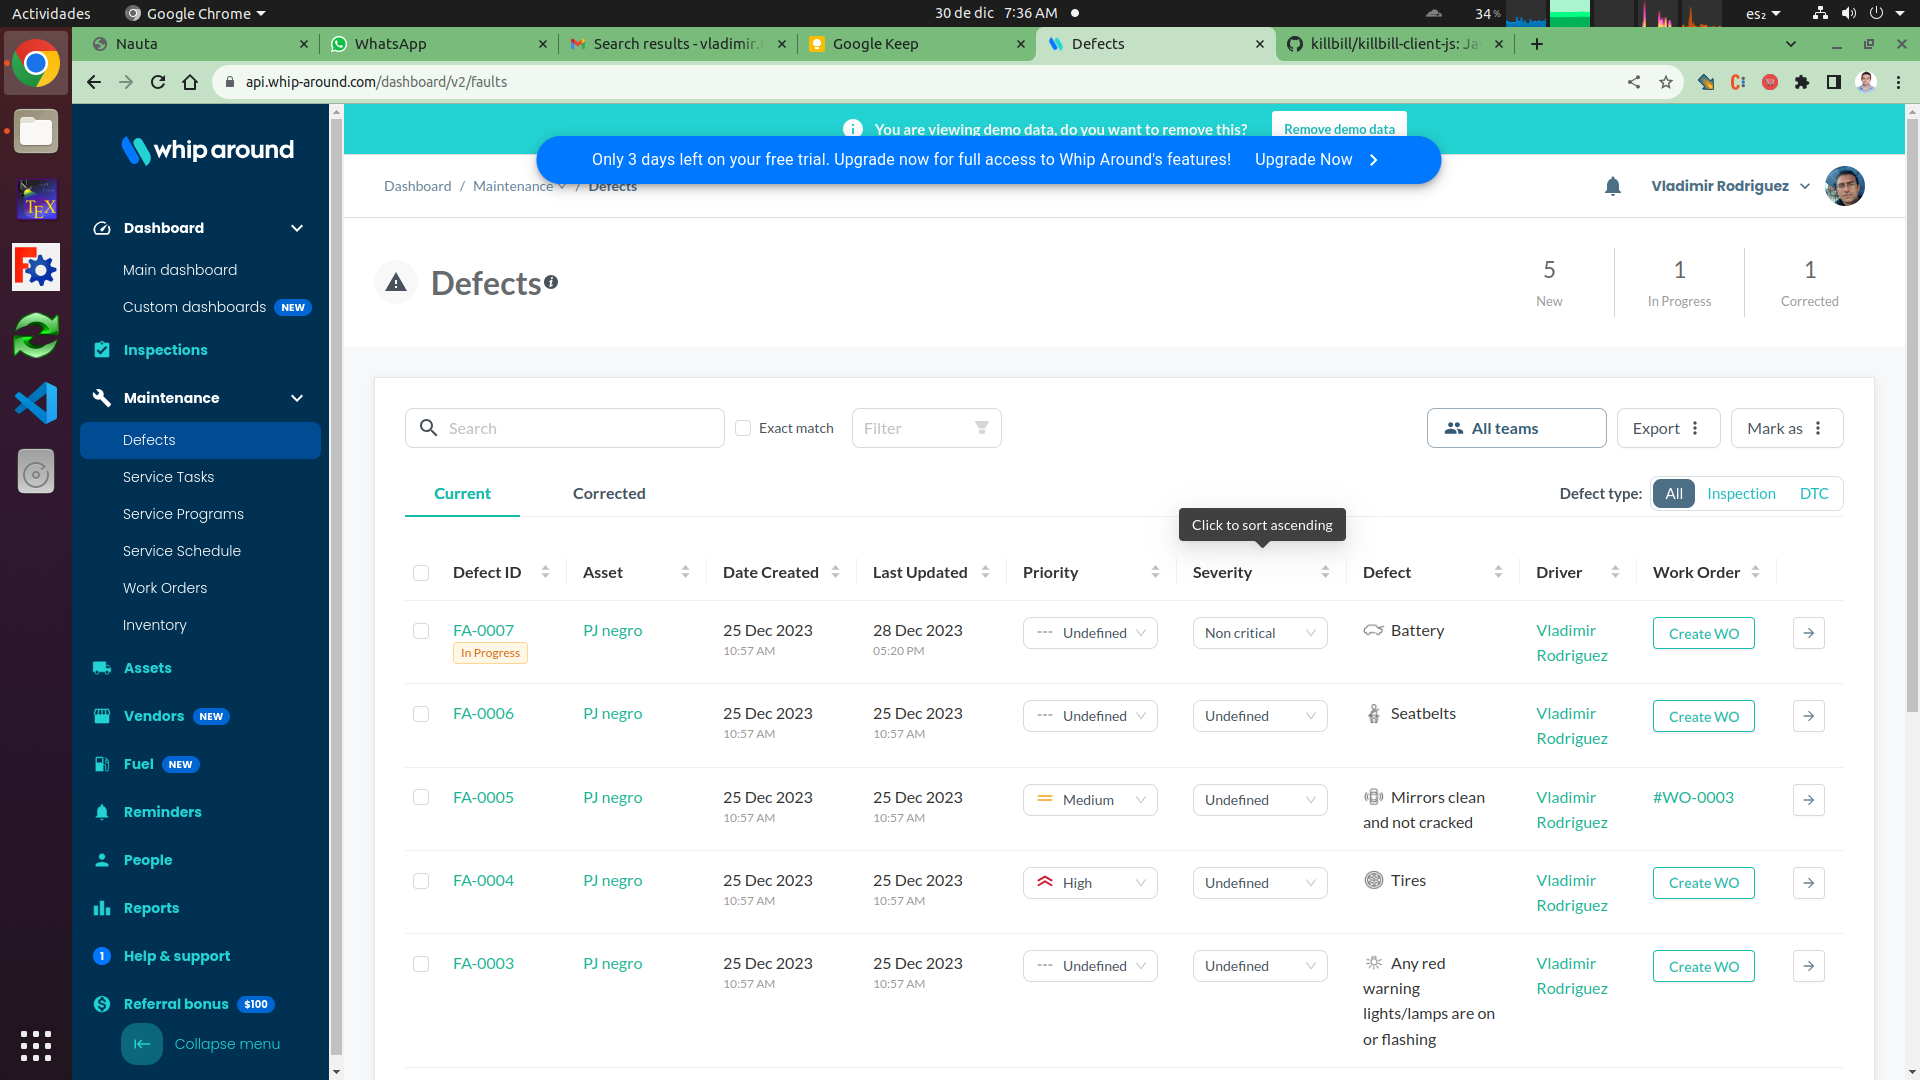 Actividades
Google Chrome
30 de dic 7:36 AM
34 %
es₂
Nauta
WhatsApp
Search results - vladimir.r
Google Keep
Defects
killbill/killbill-client-js: Ja
api.whip-around.com/dashboard/v2/faults
whip around
You are viewing demo data, do you want to remove this?
Remove demo data
Only 3 days left on your free trial. Upgrade now for full access to Whip Around's features!
Upgrade Now
Dashboard / Maintenance / Defects
Vladimir Rodriguez
Dashboard
Main dashboard
Custom dashboards NEW
Inspections
Maintenance
Defects
Service Tasks
Service Programs
Service Schedule
Work Orders
Inventory
Assets
Vendors NEW
Fuel NEW
Reminders
People
Reports
1 Help & support
Referral bonus $100
Collapse menu
Defects
5 1 1
New In Progress Corrected
Search
Exact match
Filter
All teams
Export
Mark as
Current Corrected
Defect type: All Inspection DTC
Click to sort ascending
Defect ID Asset Date Created Last Updated Priority Severity Defect Driver Work Order
FA-0007 PJ negro 25 Dec 2023 28 Dec 2023 Undefined Non critical Battery Vladimir Create WO
In Progress 10:57 AM 05:20 PM Rodriguez
FA-0006 PJ negro 25 Dec 2023 25 Dec 2023 Undefined Undefined Seatbelts Vladimir Create WO
10:57 AM 10:57 AM Rodriguez
FA-0005 PJ negro 25 Dec 2023 25 Dec 2023 Medium Undefined Mirrors clean Vladimir #WO-0003
10:57 AM 10:57 AM and not cracked Rodriguez
FA-0004 PJ negro 25 Dec 2023 25 Dec 2023 High Undefined Tires Vladimir Create WO
10:57 AM 10:57 AM Rodriguez
FA-0003 PJ negro 25 Dec 2023 25 Dec 2023 Undefined Undefined Any red Vladimir Create WO
10:57 AM 10:57 AM warning Rodriguez
lights/lamps are on
or flashing